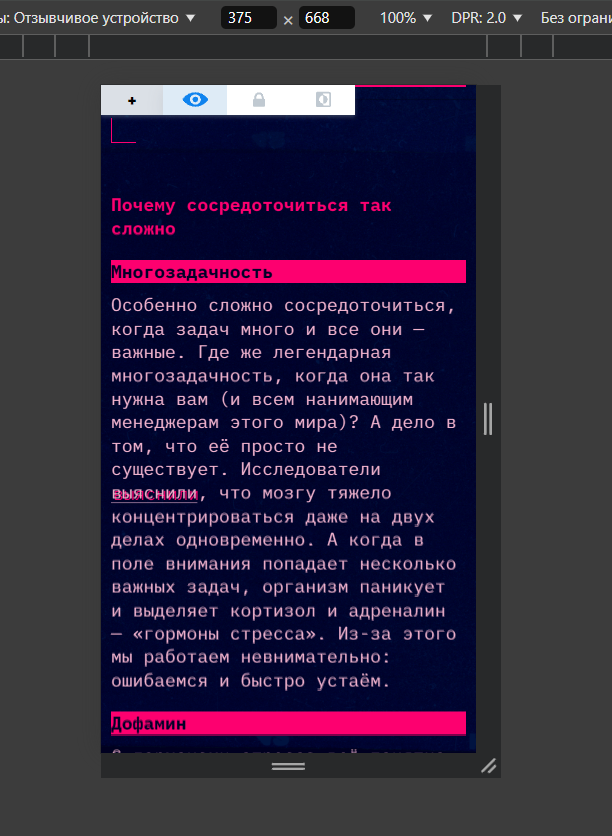 ы: Отзывчивое устройство ▼ 375 × 668 100% ▼ DPR: 2.0 ▼ Без ограни
+
Почему сосредоточиться так
сложно
Многозадачность
Особенно сложно сосредоточиться,
когда задач много и все они —
важные. Где же легендарная
многозадачность, когда она так
нужна вам (и всем нанимающим
менеджерам этого мира)? А дело в
том, что её просто не
существует. Исследователи
выяснили, что мозгу тяжело
концентрироваться даже на двух
делах одновременно. А когда в
поле внимания попадает несколько
важных задач, организм паникует
и выделяет кортизол и адреналин
— «гормоны стресса». Из-за этого
мы работаем невнимательно:
ошибаемся и быстро устаём.
Дофамин